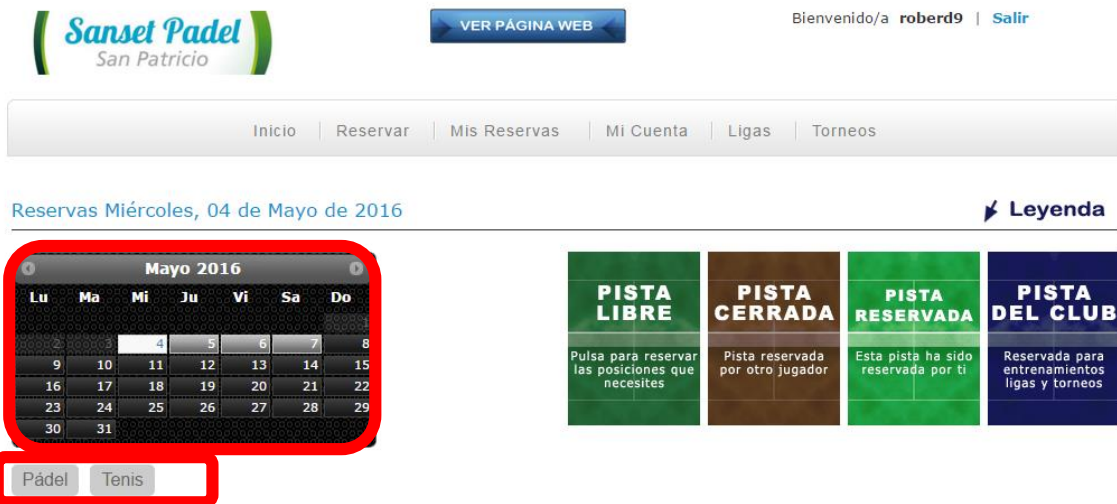 Sanset Padel
San Patricio
VER PÁGINA WEB
Bienvenido/a roberd9 | Salir
Inicio | Reservar | Mis Reservas | Mi Cuenta | Ligas | Torneos
Reservas Miércoles, 04 de Mayo de 2016
Leyenda
Mayo 2016
Lu Ma Mi Ju Vi Sa Do
1
2 3 4 5 6 7 8
9 10 11 12 13 14 15
16 17 18 19 20 21 22
23 24 25 26 27 28 29
30 31
Pádel Tenis
PISTA
LIBRE
Pulsa para reservar
las posiciones que
necesites
PISTA
CERRADA
Pista reservada
por otro jugador
PISTA
RESERVADA
Esta pista ha sido
reservada por ti
PISTA
DEL CLUB
Reservada para
entrenamientos
ligas y torneos